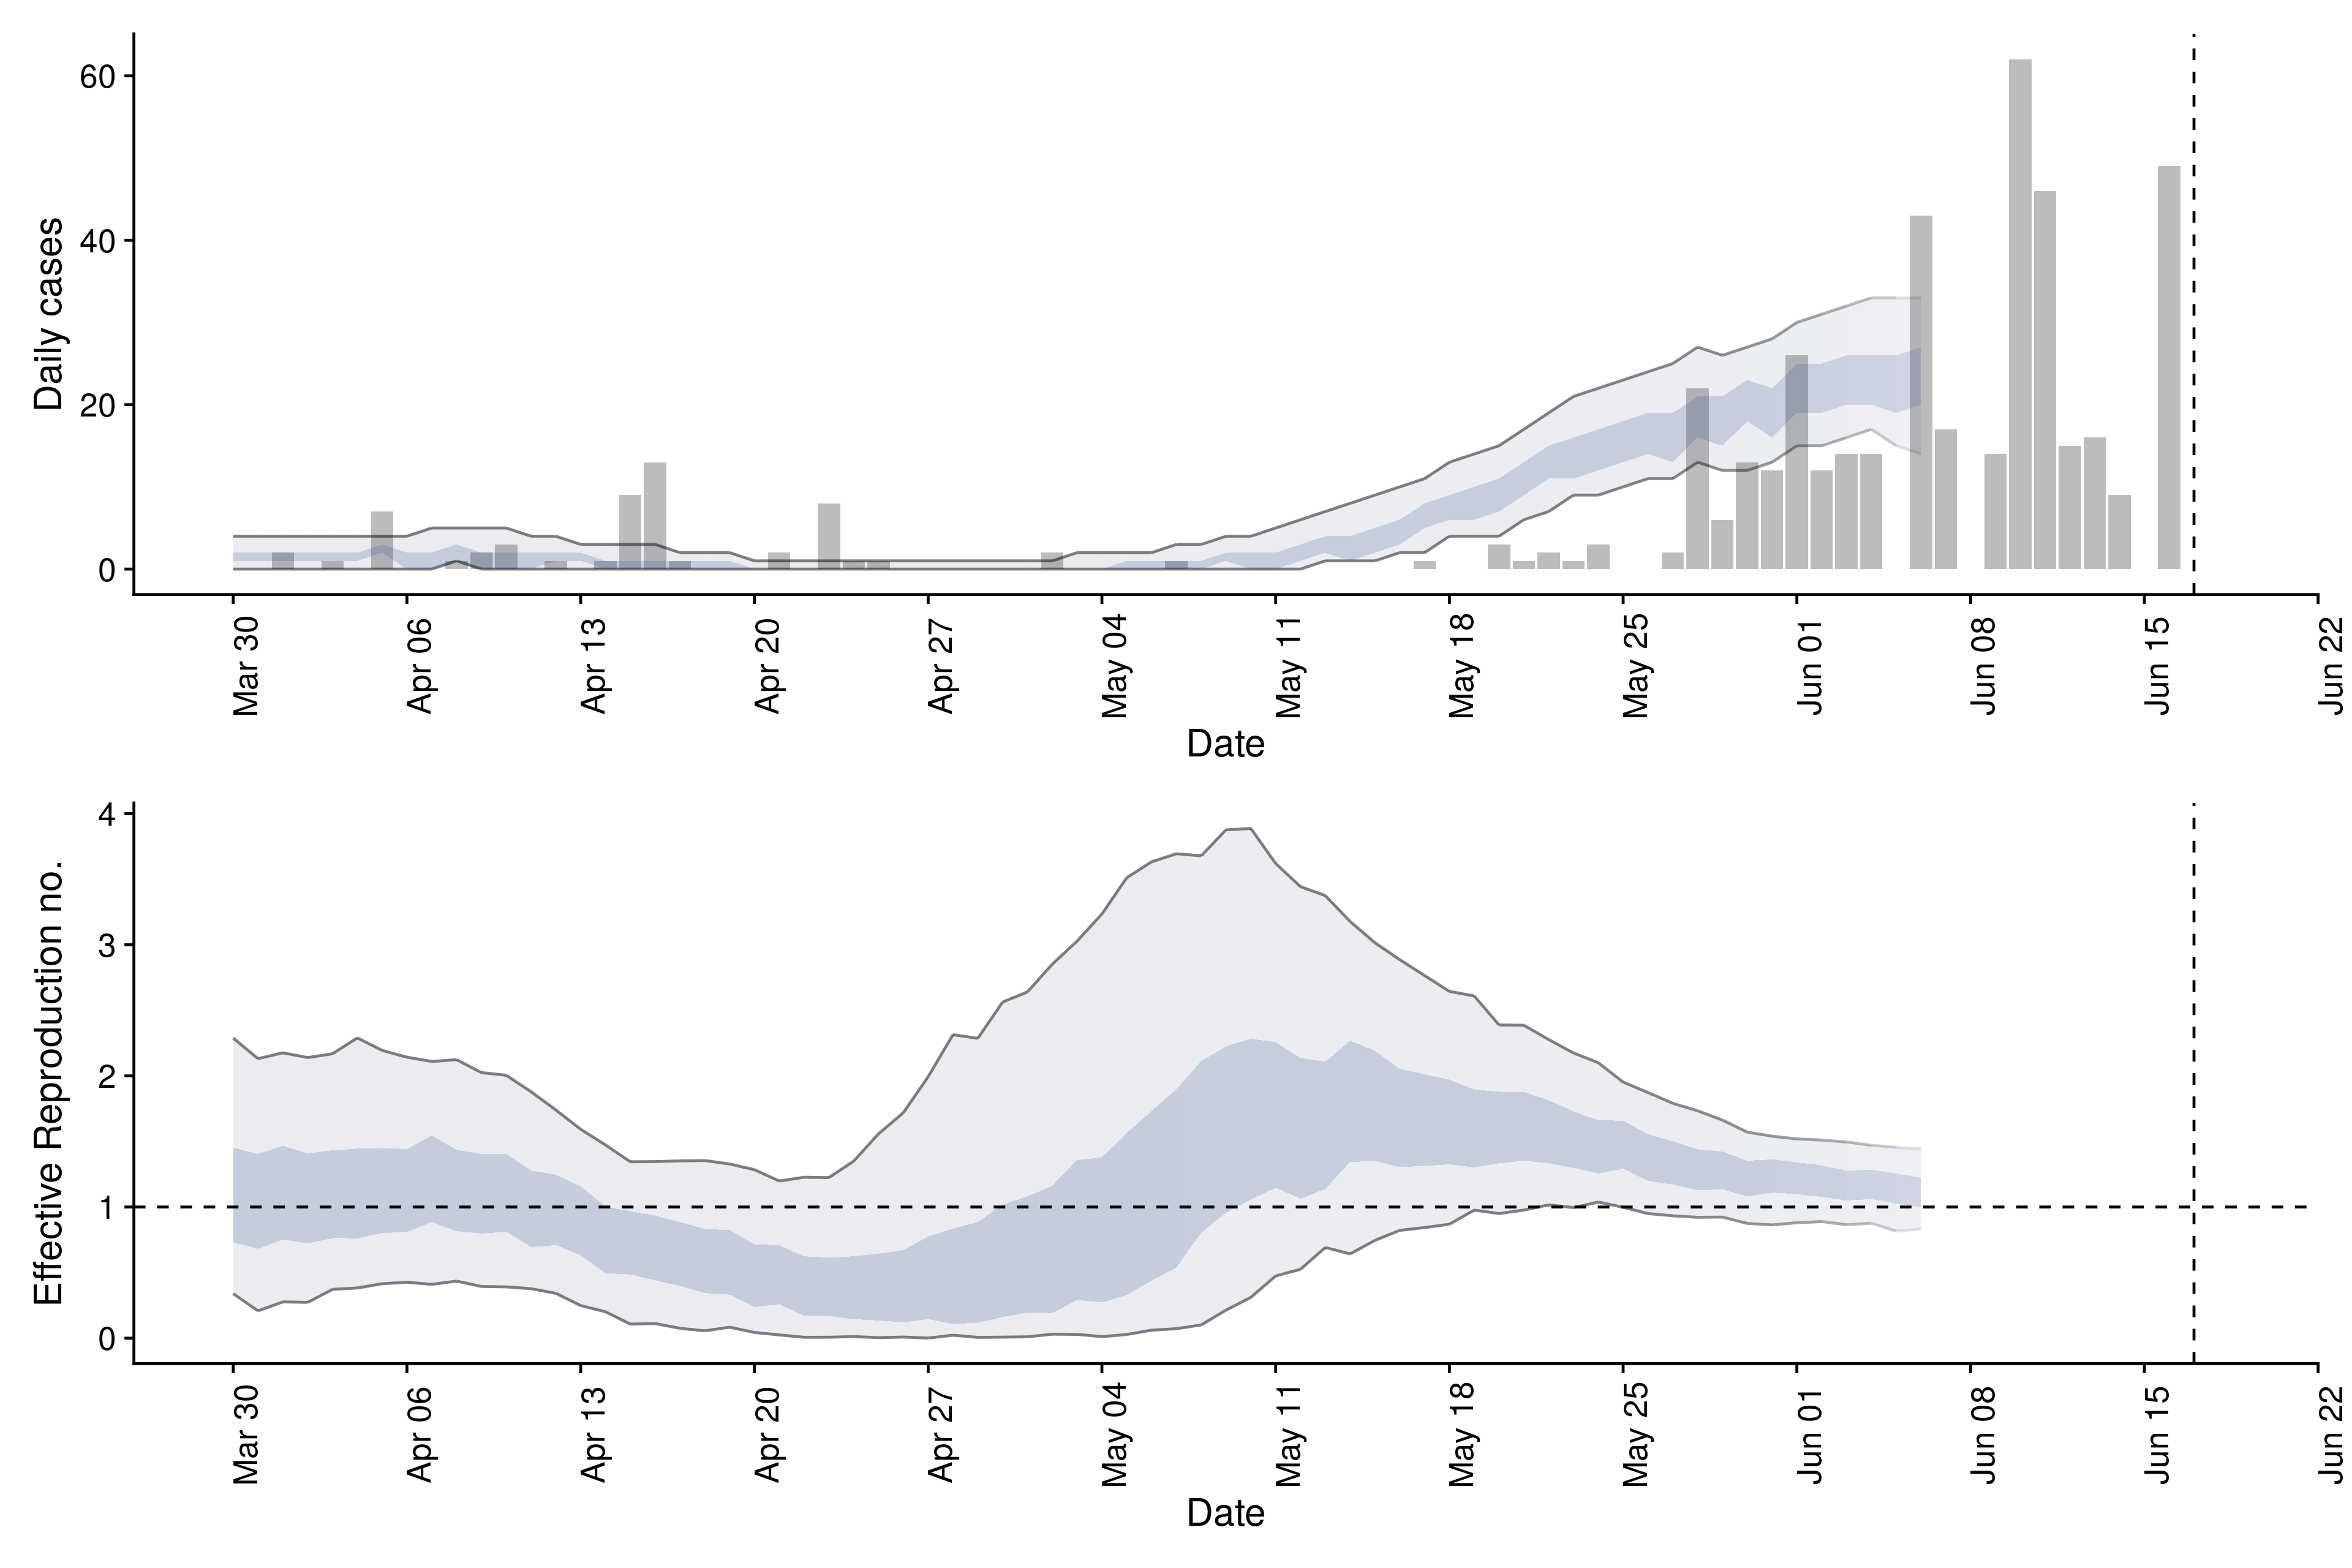 Daily cases
60
40
20
0
Mar 30
Apr 06
Apr 13
Apr 20
Apr 27
May 04
May 11
May 18
May 25
Jun 01
Jun 08
Jun 15
Jun 22
Date
Effective Reproduction no.
4
3
2
1
0
Mar 30
Apr 06
Apr 13
Apr 20
Apr 27
May 04
May 11
May 18
May 25
Jun 01
Jun 08
Jun 15
Jun 22
Date